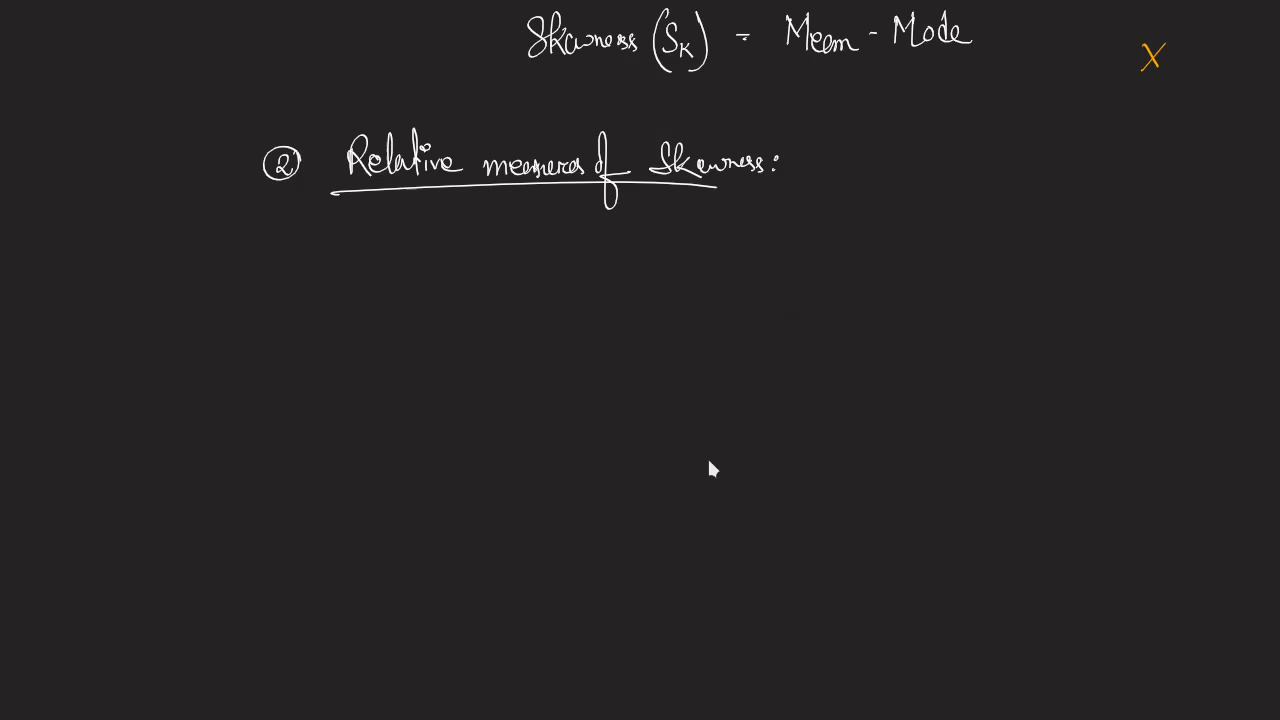 Skewness (SK) = Mean - Mode
X
② Relative measures of Skewness: